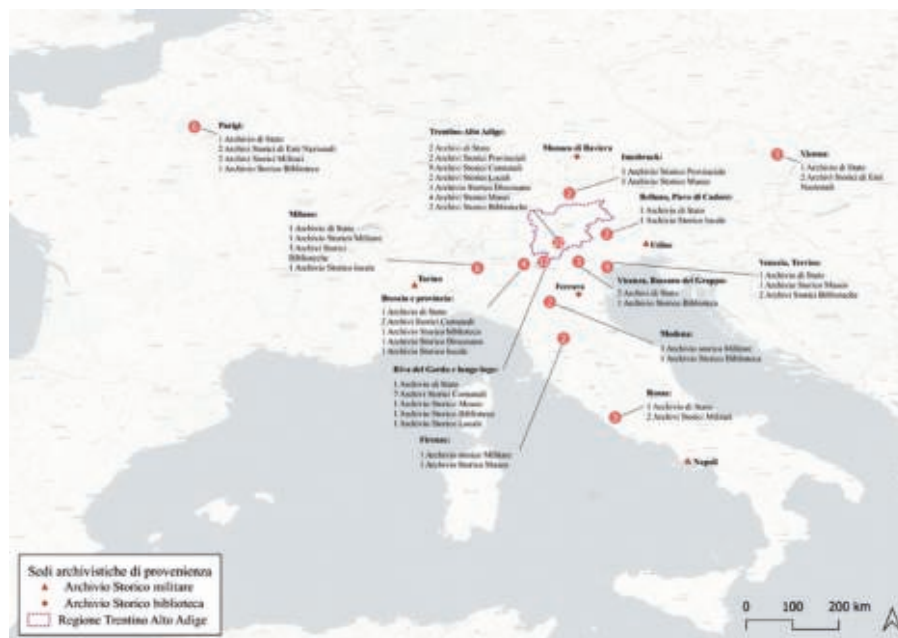 Parigi:
1 Archivio di Stato
2 Archivi Storici di Enti Nazionali
2 Archivi Storici Militari
1 Archivio Storico Biblioteca
Trentino Alto Adige:
2 Archivi di Stato
2 Archivi Storici Provinciali
9 Archivi Storici Comunali
2 Archivi Storici Locali
1 Archivio Storico Diocesano
4 Archivi Storici Musei
2 Archivi Storici Biblioteche
Monaco di Baviera
Innsbruck:
1 Archivio Storico Provinciale
1 Archivio Storico Museo
2
Vienna:
1 Archivio di Stato
2 Archivi Storici di Enti
Nazionali
Belluno, Pieve di Cadore:
1 Archivio di Stato
1 Archivio Storico locale
2
Udine
Milano:
1 Archivio di Stato
1 Archivio Storico Militare
Archivi Storici
Biblioteche
1 Archivio Storico locale
4
Torino
Venezia, Treviso:
1 Archivio di Stato
1 Archivio Storico Museo
2 Archivi Storici Biblioteche
Vicenza, Bassano del Grappa:
2 Archivi di Stato
1 Archivio Storico Biblioteca
Ferrara
2
Brescia e provincia:
1 Archivio di Stato
2 Archivi Storici Comunali
1 Archivio Storico biblioteca
1 Archivio Storico Diocesano
1 Archivio Storico locale
Modena:
1 Archivio storico Militare
1 Archivio Storico Biblioteca
2
Riva del Garda e lungo lago:
1 Archivio di Stato
7 Archivi Storici Comunali
1 Archivio Storico Museo
1 Archivio Storico (Biblioteca)
1 Archivio Storico Locale
Roma:
1 Archivio di Stato
2 Archivi Storici Militari
3
Firenze:
1 Archivio storico Militare
1 Archivio Storico Museo
Napoli
Sedi archivistiche di provenienza
Archivio Storico militare
Archivio Storico biblioteca
Regione Trentino Alto Adige
0 100 200 km